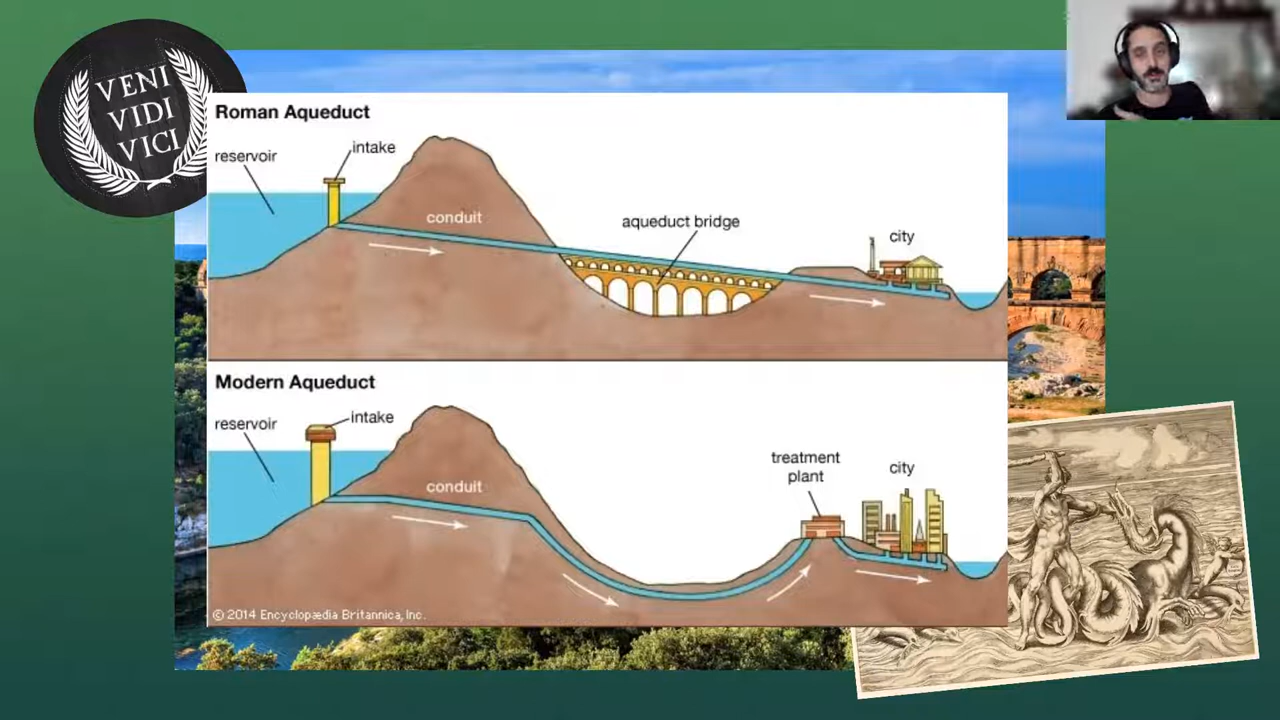 VENI
VIDI
VICI
Roman Aqueduct
intake
reservoir
conduit
aqueduct bridge
city
Modern Aqueduct
intake
reservoir
conduit
treatment
plant
city
© 2014 Encyclopædia Britannica, Inc.